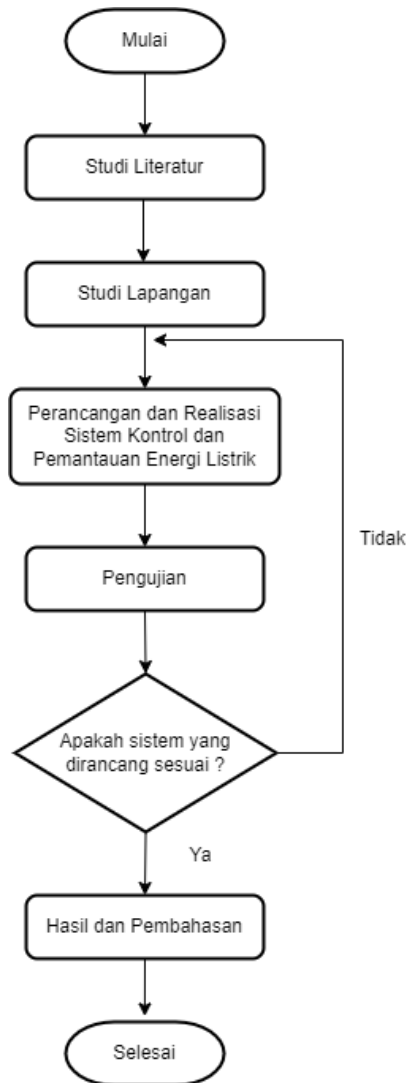 Mulai
Studi Literatur
Studi Lapangan
Perancangan dan Realisasi
Sistem Kontrol dan
Pemantauan Energi Listrik
Tidak
Pengujian
Apakah sistem yang
dirancang sesuai ?
Ya
Hasil dan Pembahasan
Selesai